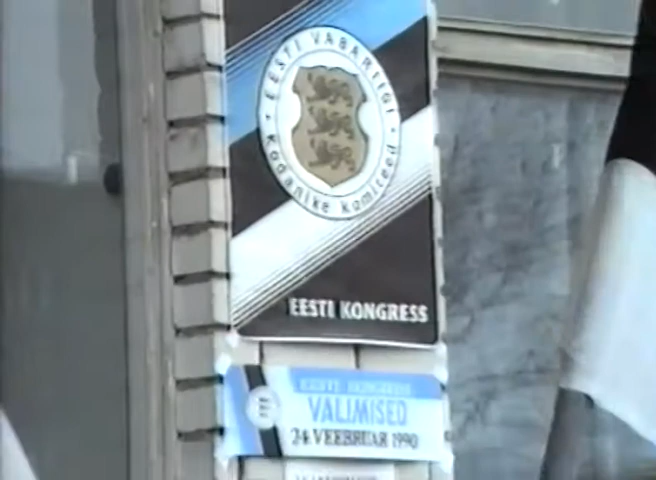 EESTI VABARIIGI
Kodanike Komiteed
EESTI KONGRESS
EESTI KONGRESS
VALIMISED
24. VEEBRUAR 1990